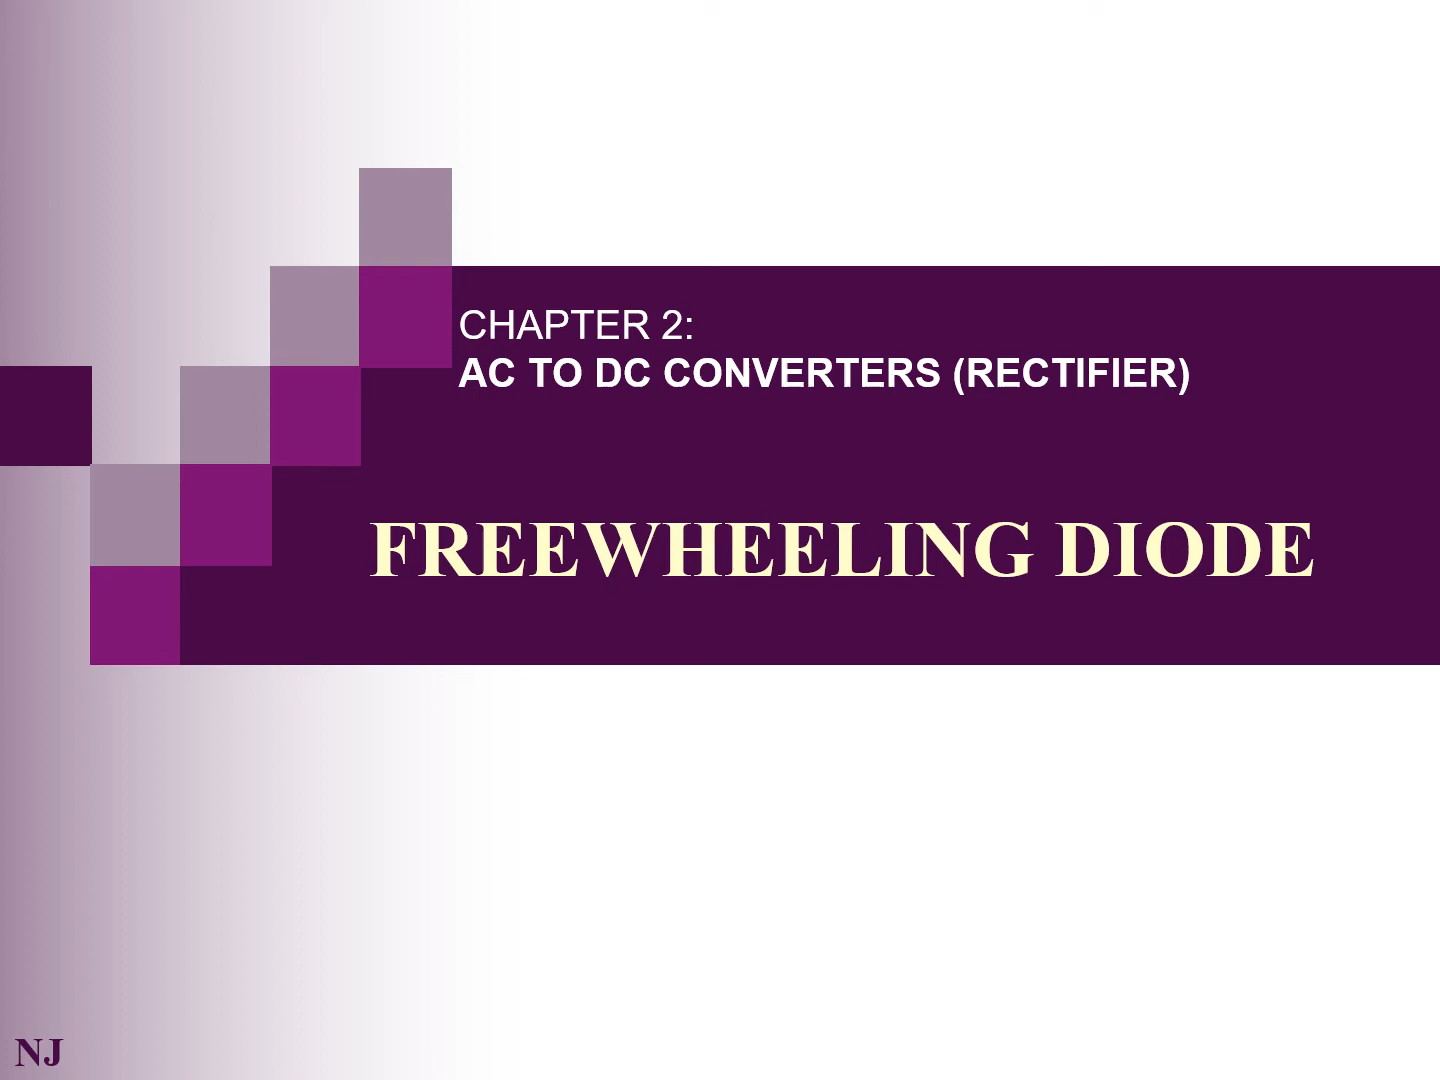 CHAPTER 2:
AC TO DC CONVERTERS (RECTIFIER)
FREEWHEELING DIODE
NJ